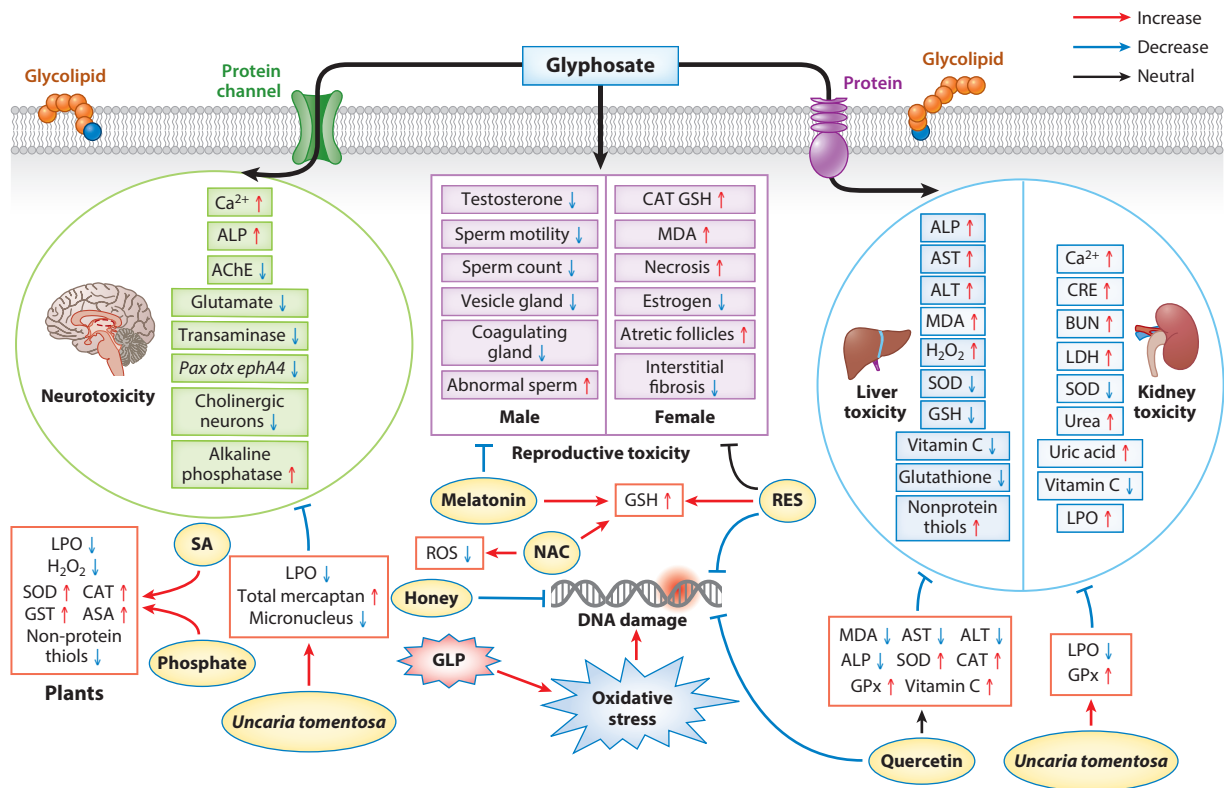 Increase
Decrease
Neutral
Glycolipid
Protein
channel
Glyphosate
Protein
Glycolipid
Ca2+ ↑
ALP ↑
AChE ↓
Glutamate ↓
Transaminase ↓
Pax otx ephA4 ↓
Cholinergic
neurons ↓
Alkaline
phosphatase ↑
Neurotoxicity
Testosterone ↓
Sperm motility ↓
Sperm count ↓
Vesicle gland ↓
Coagulating
gland ↓
Abnormal sperm ↑
Male
CAT GSH ↑
MDA ↑
Necrosis ↑
Estrogen ↓
Atretic follicles ↑
Interstitial
fibrosis ↓
Female
Reproductive toxicity
ALP ↑
AST ↑
ALT ↑
MDA ↑
H2O2 ↑
SOD ↓
GSH ↓
Vitamin C ↓
Glutathione ↓
Nonprotein
thiols ↑
Liver
toxicity
Ca2+ ↑
CRE ↑
BUN ↑
LDH ↑
SOD ↓
Urea ↑
Uric acid ↑
Vitamin C ↓
LPO ↑
Kidney
toxicity
Melatonin
GSH ↑
RES
ROS ↓
NAC
SA
LPO ↓
H2O2 ↓
SOD ↑ CAT ↑
GST ↑ ASA ↑
Non-protein
thiols ↓
Plants
Phosphate
LPO ↓
Total mercaptan ↑
Micronucleus ↓
Honey
DNA damage
GLP
Oxidative
stress
Uncaria tomentosa
MDA ↓ AST ↓ ALT ↓
ALP ↓ SOD ↑ CAT ↑
GPx ↑ Vitamin C ↑
Quercetin
LPO ↓
GPx ↑
Uncaria tomentosa